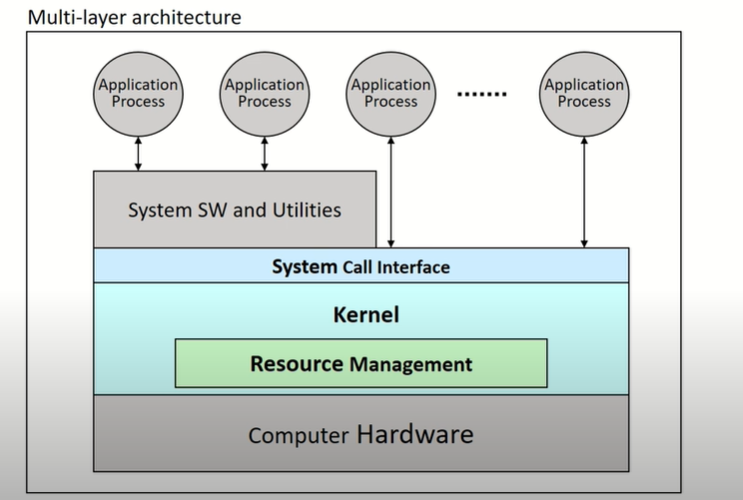 Multi-layer architecture
Application
Process
Application
Process
Application
Process
.......
Application
Process
System SW and Utilities
System Call Interface
Kernel
Resource Management
Computer Hardware